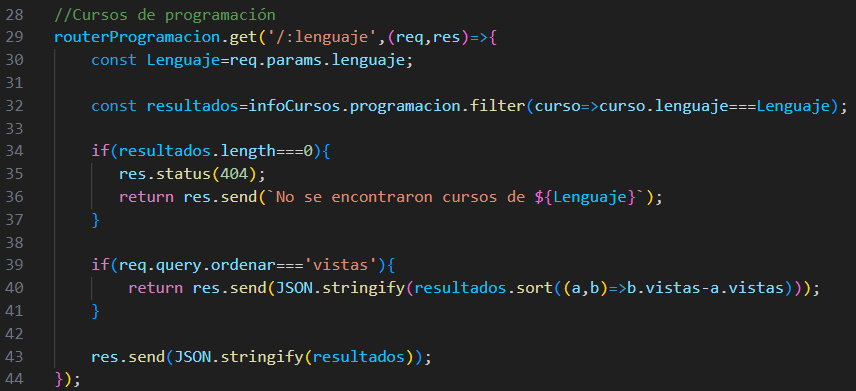 28 //Cursos de programación
29 routerProgramacion.get('/:lenguaje',(req,res)=>{
30     const Lenguaje=req.params.lenguaje;
31
32     const resultados=infoCursos.programacion.filter(curso=>curso.lenguaje===Lenguaje);
33
34     if(resultados.length===0){
35        res.status(404);
36        return res.send(`No se encontraron cursos de ${Lenguaje}`);
37     }
38
39     if(req.query.ordenar==='vistas'){
40         return res.send(JSON.stringify(resultados.sort((a,b)=>b.vistas-a.vistas)));
41     }
42
43     res.send(JSON.stringify(resultados));
44 });